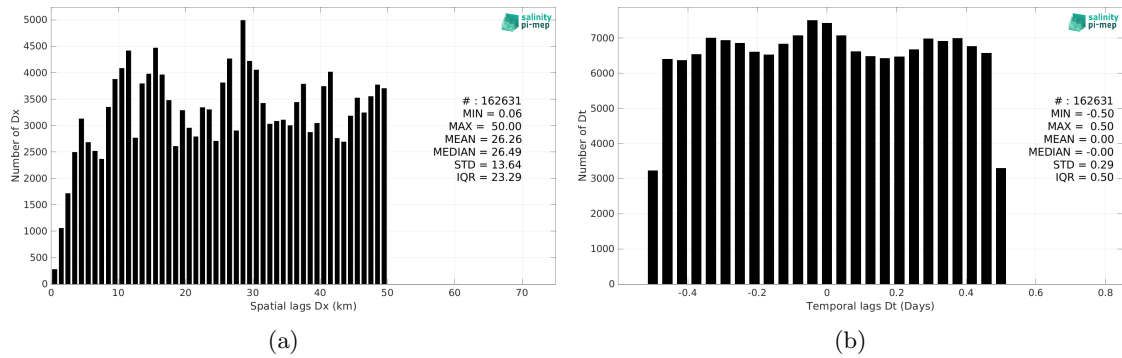 5000
4500
4000
3500
3000
2500
2000
1500
1000
500
0
Number of Dx
0 10 20 30 40 50 60 70
Spatial lags Dx (km)
salinity
pi-mep
# : 162631
MIN = 0.06
MAX = 50.00
MEAN = 26.26
MEDIAN = 26.49
STD = 13.64
IQR = 23.29
(a)
7000
6000
5000
4000
3000
2000
1000
0
Number of Dt
-0.4 -0.2 0 0.2 0.4 0.6 0.8
Temporal lags Dt (Days)
salinity
pi-mep
# : 162631
MIN = -0.50
MAX = 0.50
MEAN = 0.00
MEDIAN = -0.00
STD = 0.29
IQR = 0.50
(b)